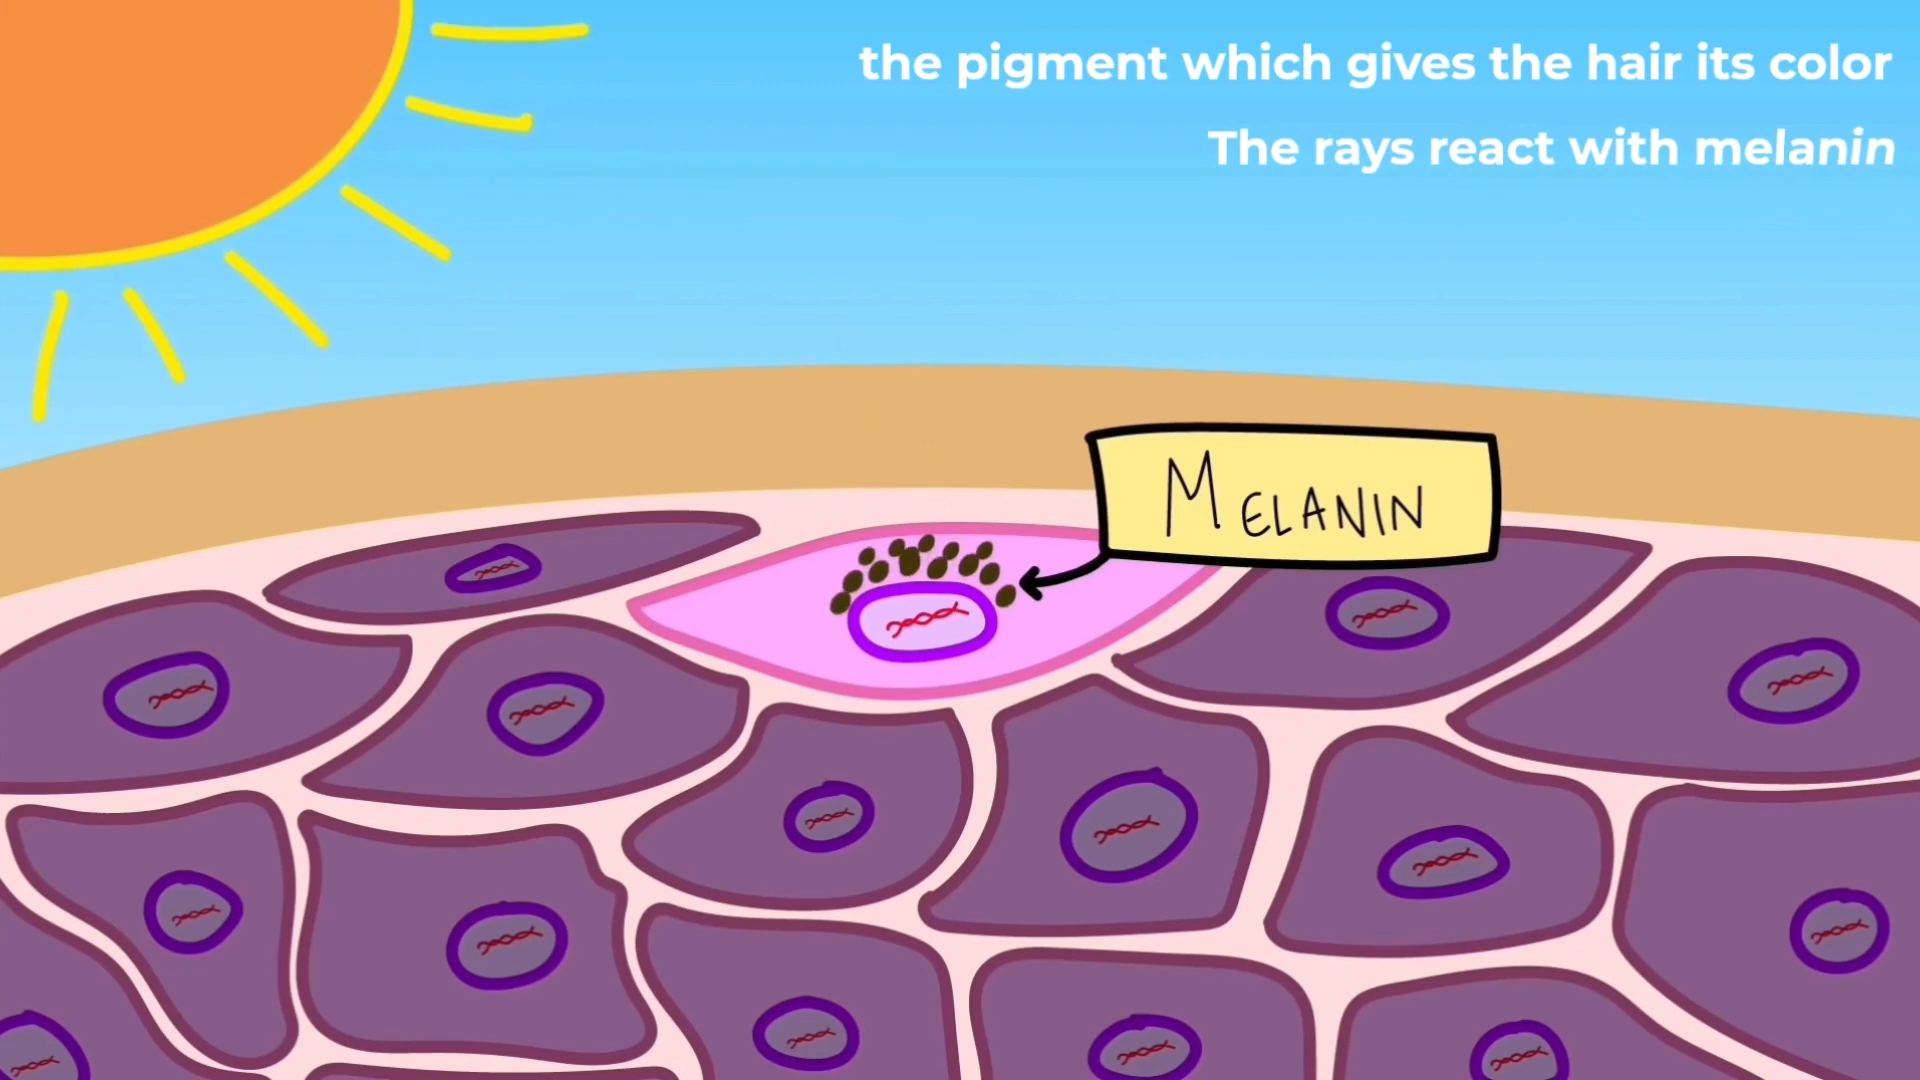 the pigment which gives the hair its color
The rays react with melanin
MELANIN